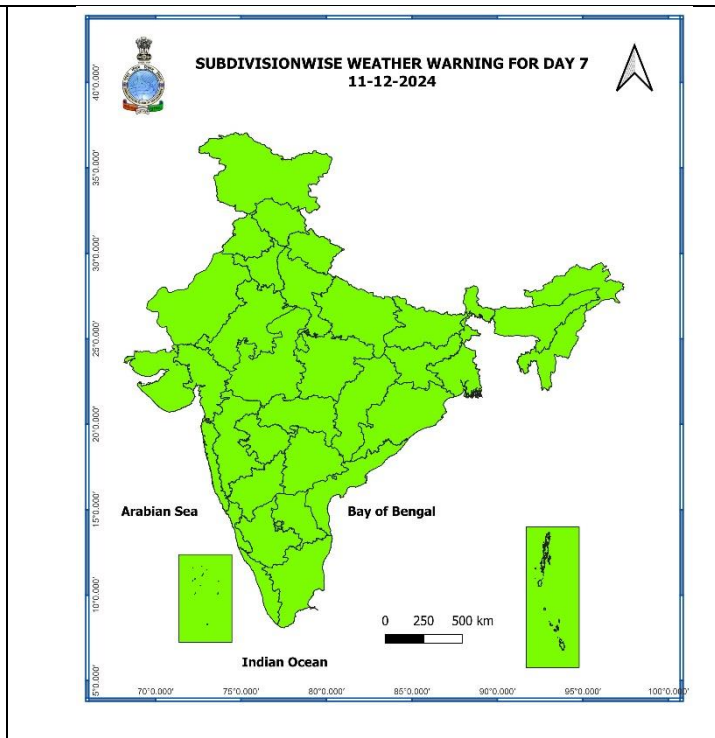 SUBDIVISIONWISE WEATHER WARNING FOR DAY 7
11-12-2024
40°0.000'
35°0.000'
30°0.000'
25°0.000'
20°0.000'
15°0.000'
10°0.000'
5°0.000'
Arabian Sea
Bay of Bengal
0 250 500 km
Indian Ocean
70°0.000' 75°0.000' 80°0.000' 85°0.000' 90°0.000' 95°0.000' 100°0.000'